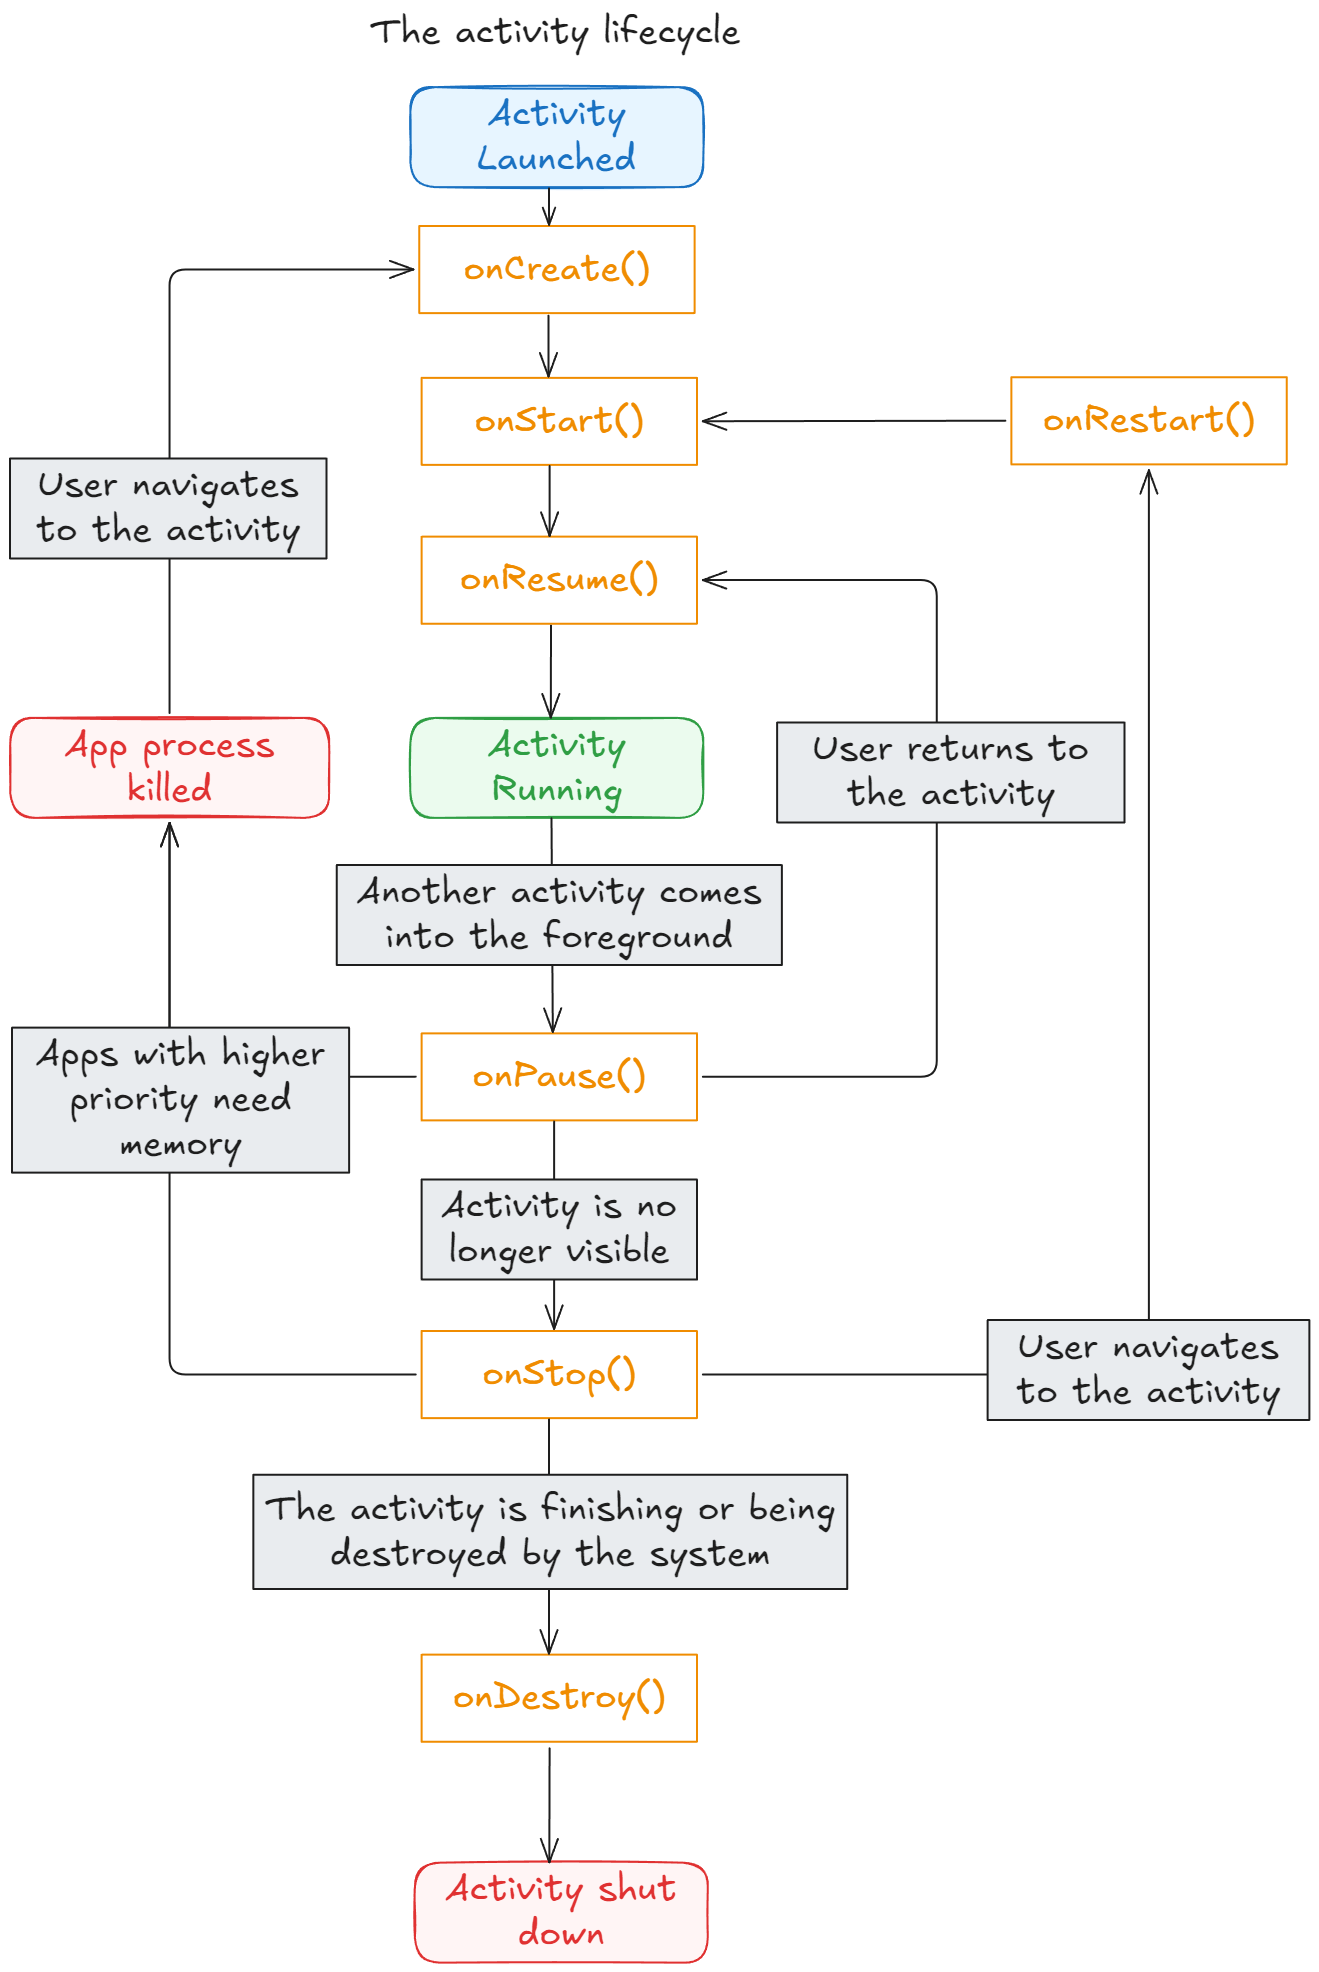 The activity lifecycle
Activity
Launched
onCreate()
onStart()
onRestart()
User navigates
to the activity
onResume()
App process
killed
Activity
Running
User returns to
the activity
Another activity comes
into the foreground
Apps with higher
priority need
memory
onPause()
Activity is no
longer visible
onStop()
User navigates
to the activity
The activity is finishing or being
destroyed by the system
onDestroy()
Activity shut
down